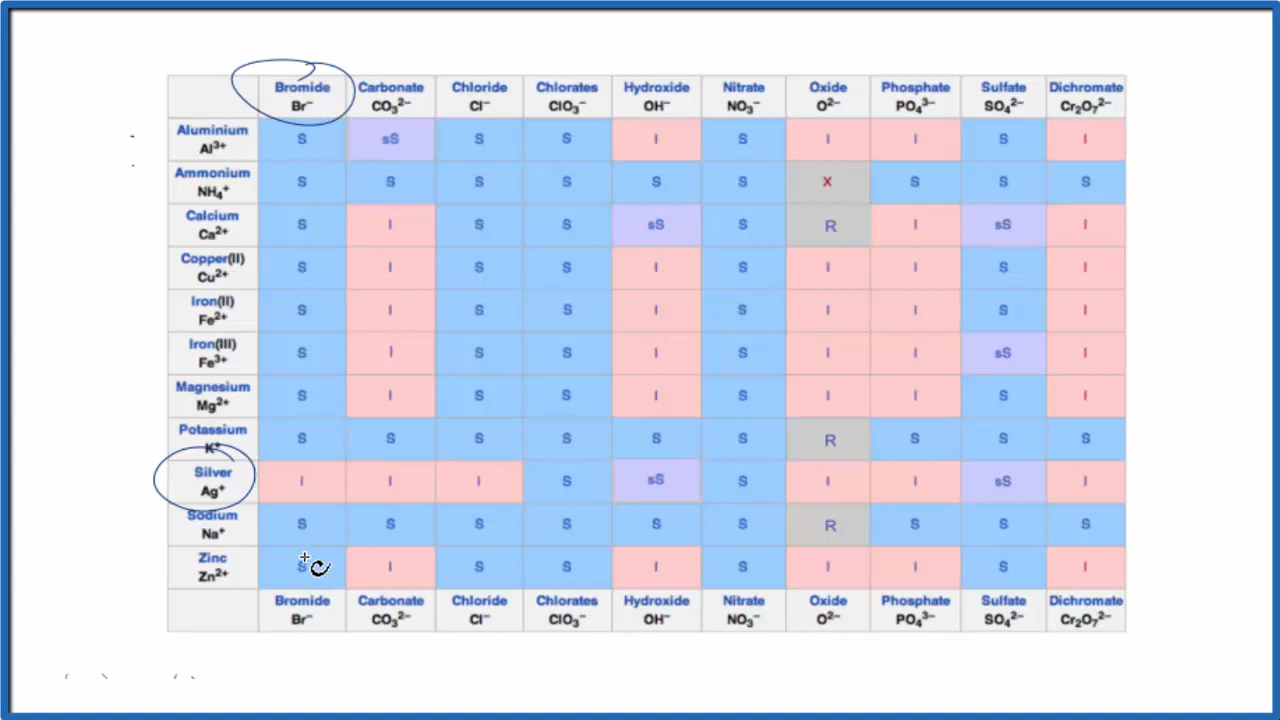 Bromide Carbonate Chloride Chlorates Hydroxide Nitrate Oxide Phosphate Sulfate Dichromate
Br⁻ CO₃²⁻ Cl⁻ ClO₃⁻ OH⁻ NO₃⁻ O²⁻ PO₄³⁻ SO₄²⁻ Cr₂O₇²⁻
Aluminium
Al³⁺ S sS S S I S I I S I
Ammonium
NH₄⁺ S S S S S S X S S S
Calcium
Ca²⁺ S I S S sS S R I sS I
Copper(II)
Cu²⁺ S I S S I S I I S I
Iron(II)
Fe²⁺ S I S S I S I I S I
Iron(III)
Fe³⁺ S I S S I S I I sS I
Magnesium
Mg²⁺ S I S S I S I I S I
Potassium
K⁺ S S S S S S R S S S
Silver
Ag⁺ I I I S sS S I I sS I
Sodium
Na⁺ S S S S S S R S S S
Zinc
Zn²⁺ S I S S I S I I S I
Bromide Carbonate Chloride Chlorates Hydroxide Nitrate Oxide Phosphate Sulfate Dichromate
Br⁻ CO₃²⁻ Cl⁻ ClO₃⁻ OH⁻ NO₃⁻ O²⁻ PO₄³⁻ SO₄²⁻ Cr₂O₇²⁻